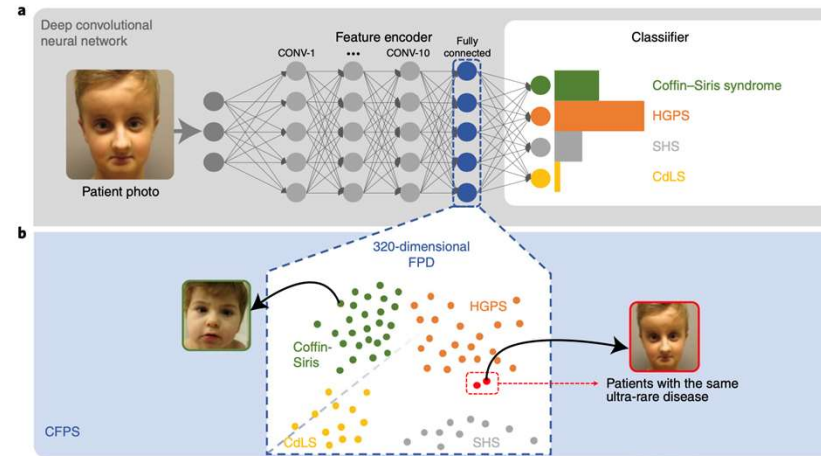 a
Deep convolutional
neural network
Feature encoder
CONV-1
•••
CONV-10
Fully
connected
Classiifier
Coffin–Siris syndrome
HGPS
SHS
CdLS
Patient photo
b
320-dimensional
FPD
HGPS
Coffin-
Siris
Patients with the same
ultra-rare disease
CdLS
SHS
CFPS